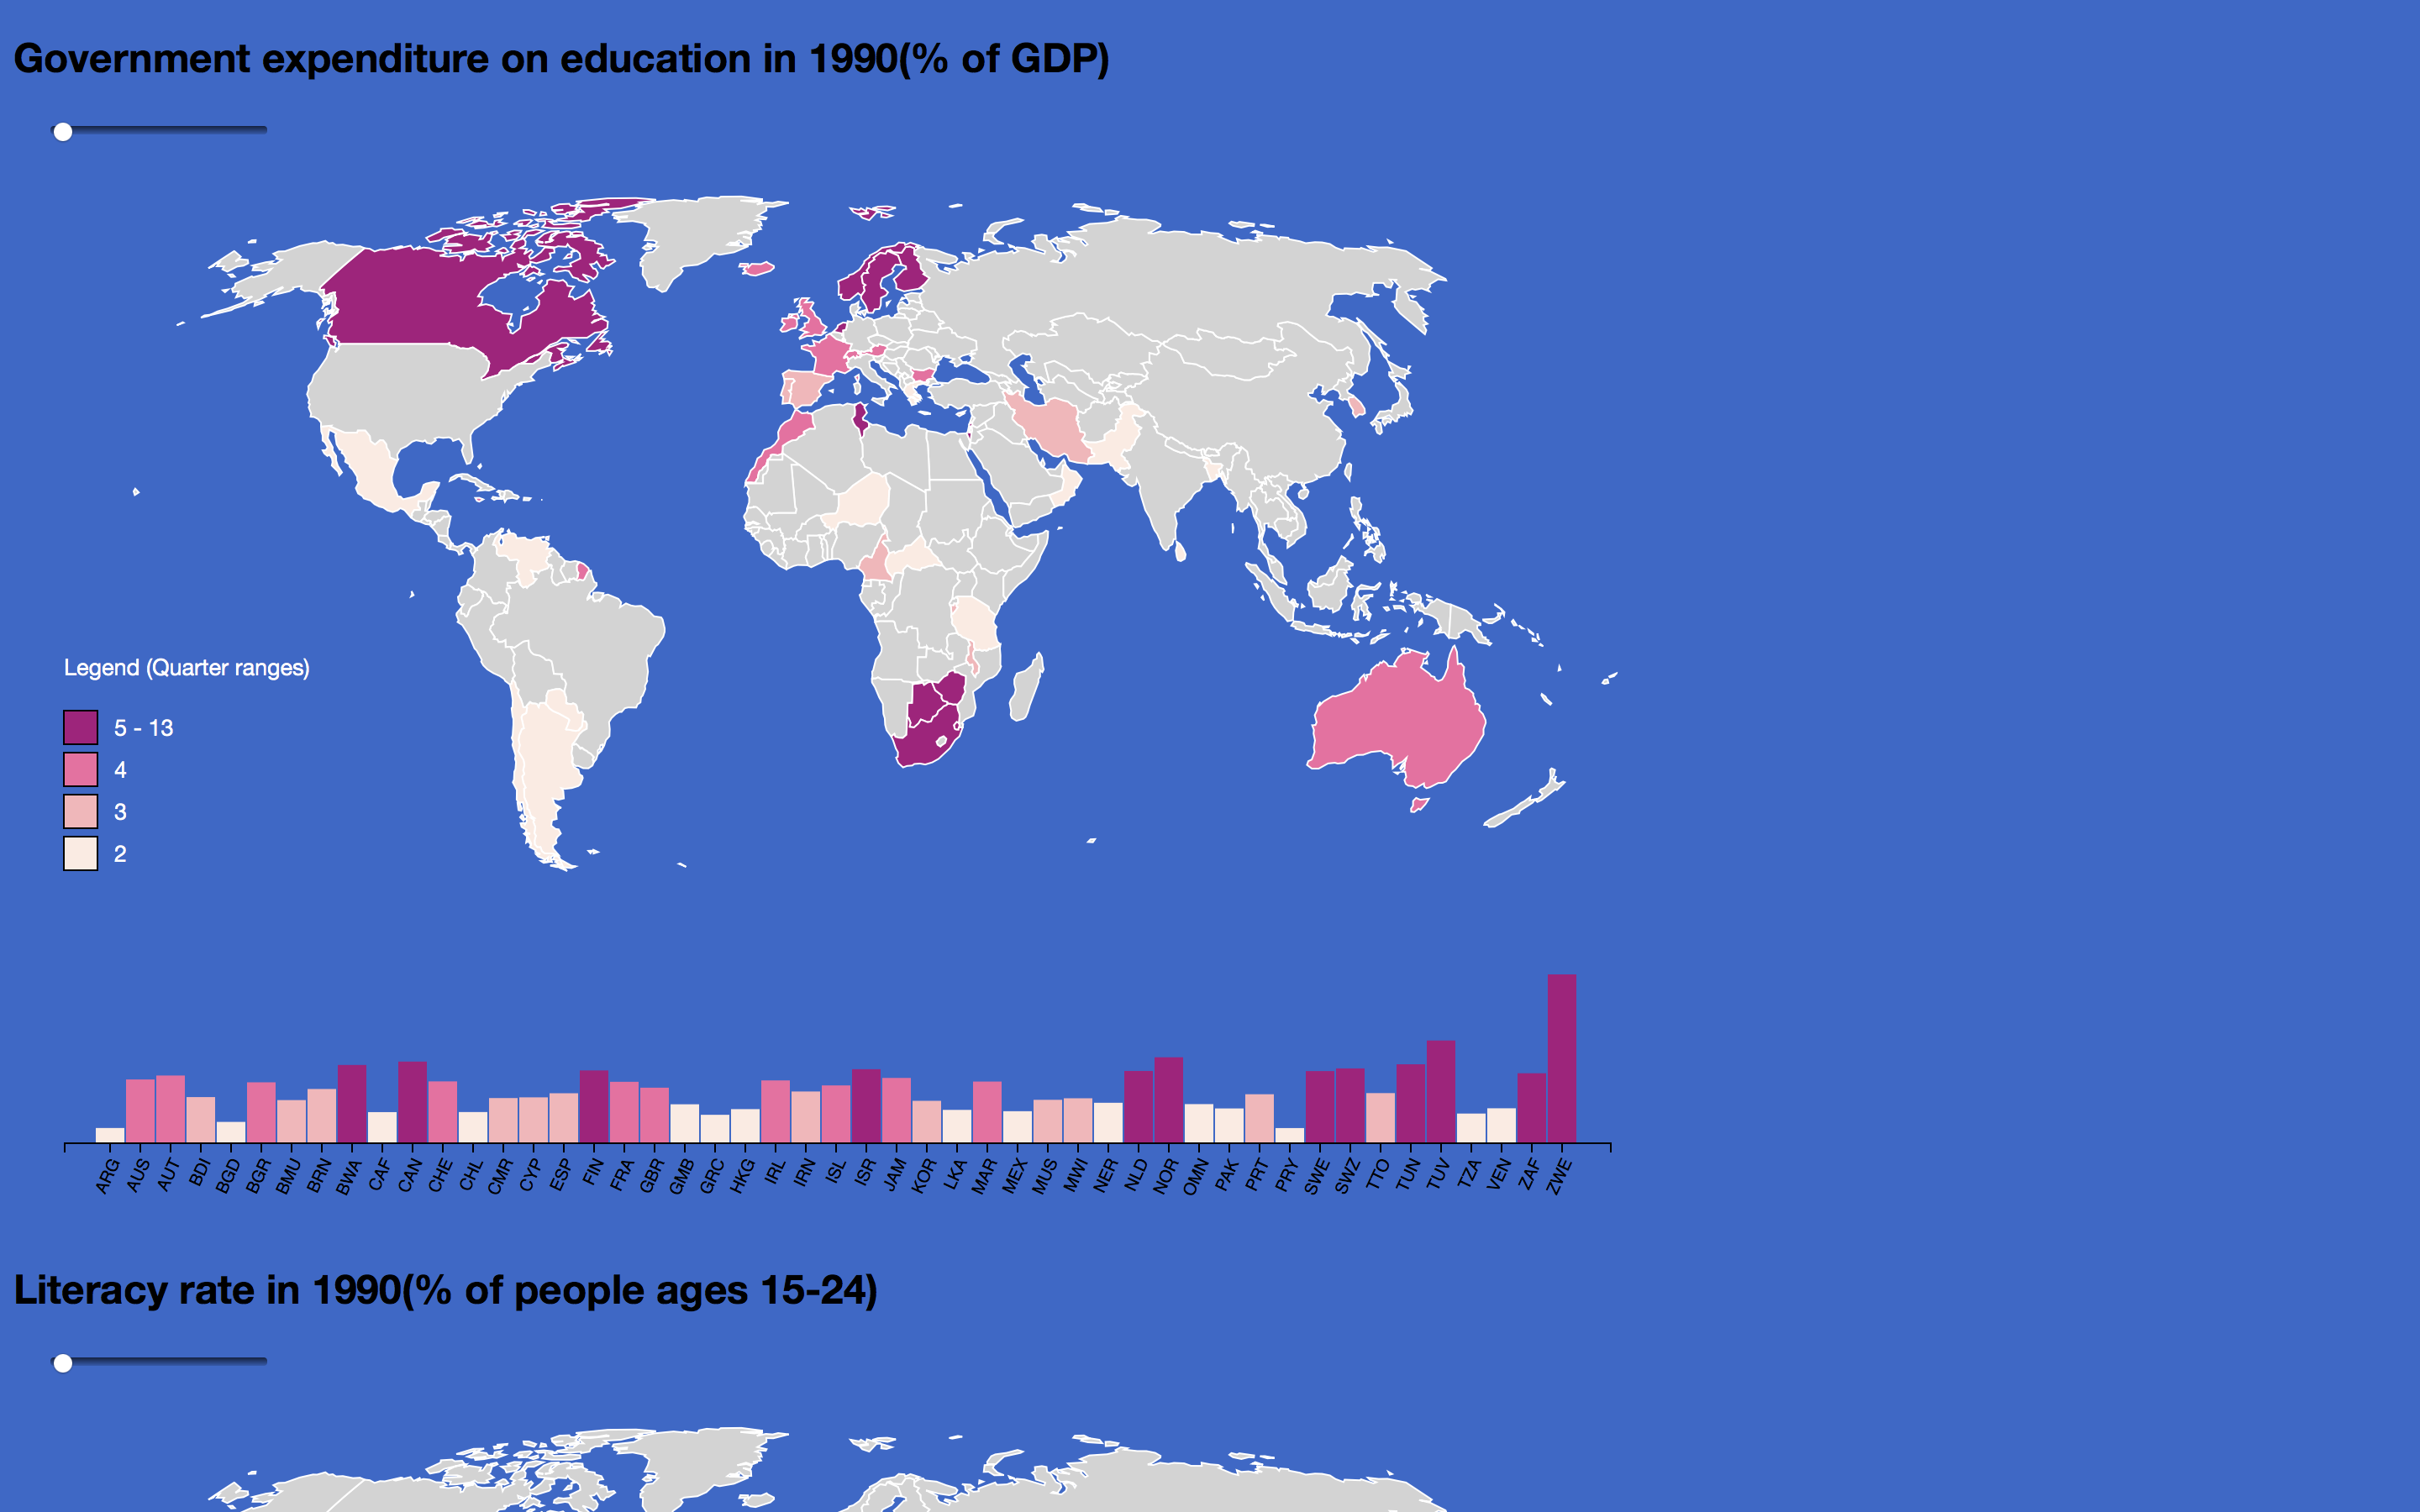 Government expenditure on education in 1990(% of GDP)
Legend (Quarter ranges)
5 - 13
4
3
2
ARG AUS AUT BDI BGD BGR BMU BRN BWA CAF CAN CHE CHL CMR CYP ESP FIN FRA GBR GMB GRC HKG IRL IRN ISL ISR JAM KOR LKA MAR MEX MUS MWI NER NLD NOR OMN PAK PRT PRY SWE SWZ TTO TUN TUV TZA VEN ZAF ZWE
Literacy rate in 1990(% of people ages 15-24)